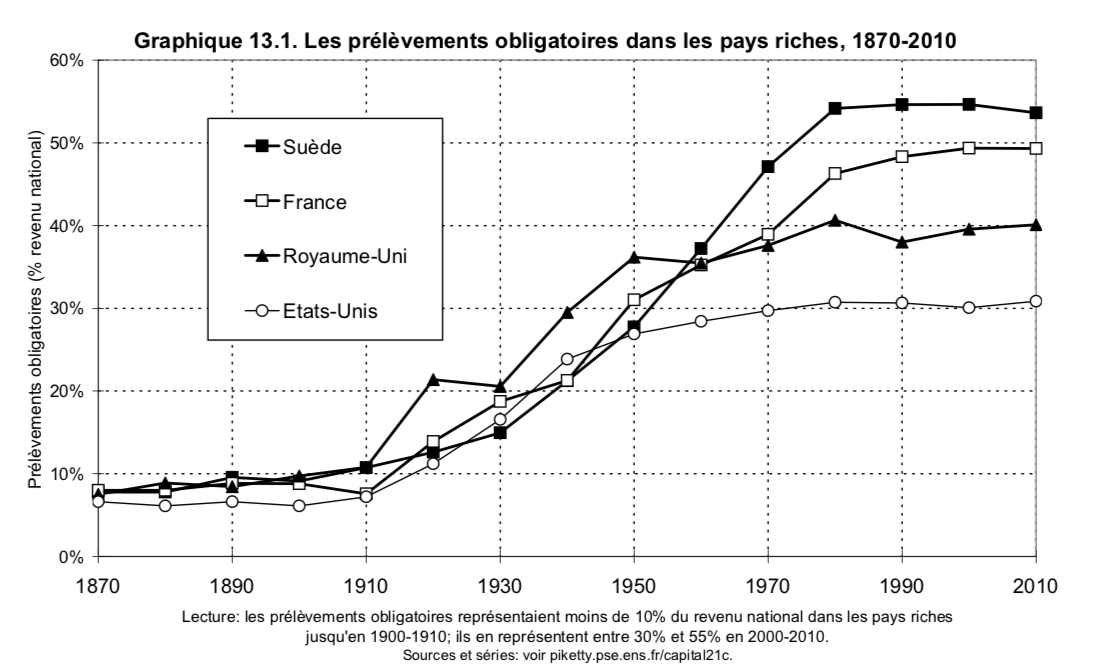 Graphique 13.1. Les prélèvements obligatoires dans les pays riches, 1870-2010
Prélèvements obligatoires (% revenu national)
60%
50%
40%
30%
20%
10%
0%
Suède
France
Royaume-Uni
Etats-Unis
1870 1890 1910 1930 1950 1970 1990 2010
Lecture: les prélèvements obligatoires représentaient moins de 10% du revenu national dans les pays riches
jusqu'en 1900-1910; ils en représentent entre 30% et 55% en 2000-2010.
Sources et séries: voir piketty.pse.ens.fr/capital21c.